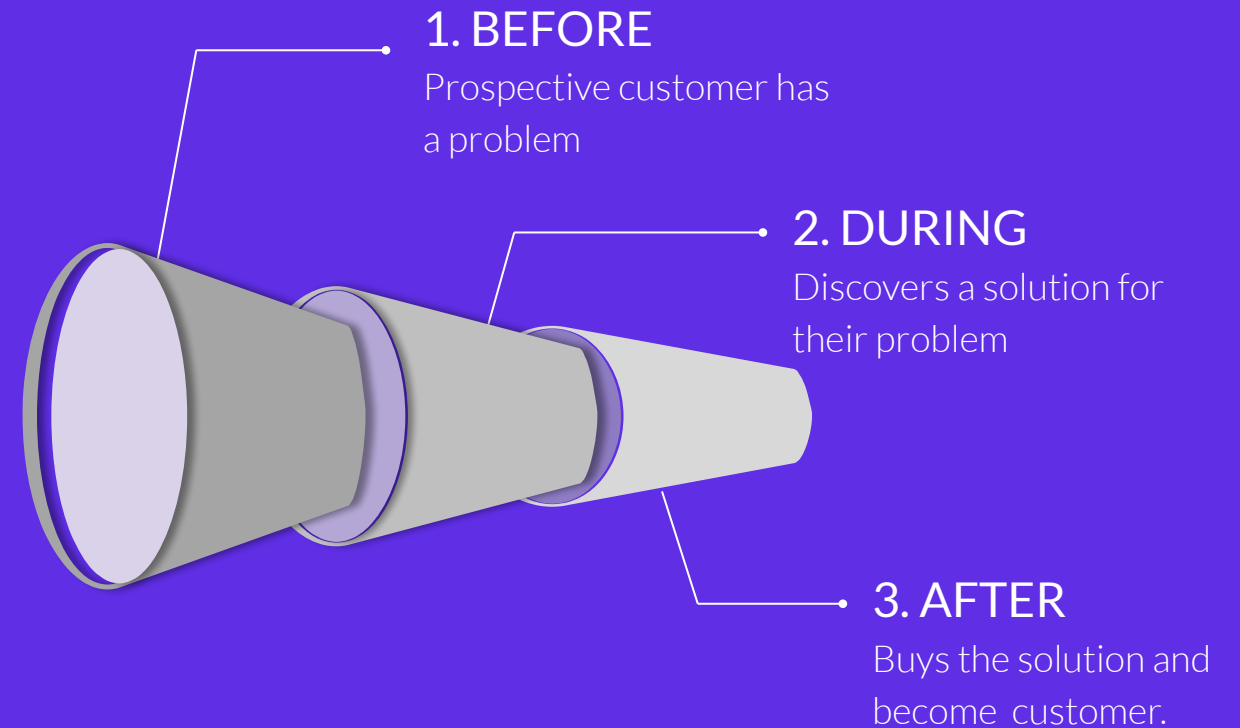 1. BEFORE
Prospective customer has
a problem
2. DURING
Discovers a solution for
their problem
3. AFTER
Buys the solution and
become customer.